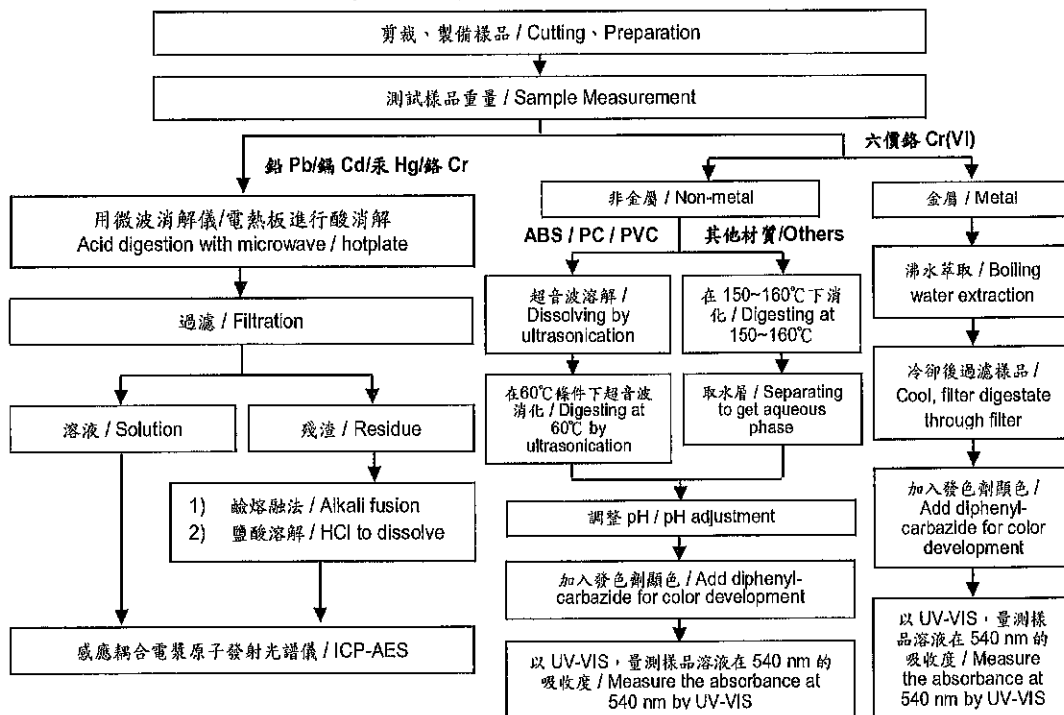 剪裁、製備樣品 / Cutting、Preparation
測試樣品重量 / Sample Measurement
鉛 Pb/鎘 Cd/汞 Hg/鉻 Cr
六價鉻 Cr(VI)
用微波消解儀/電熱板進行酸消解
Acid digestion with microwave / hotplate
過濾 / Filtration
溶液 / Solution
殘渣 / Residue
1) 鹼熔融法 / Alkali fusion
2) 鹽酸溶解 / HCl to dissolve
感應耦合電漿原子發射光譜儀 / ICP-AES
非金屬 / Non-metal
ABS / PC / PVC
其他材質/Others
超音波溶解 /
Dissolving by
ultrasonication
在60℃條件下超音波
消化 / Digesting at
60℃ by
ultrasonication
在 150~160℃下消
化 / Digesting at
150~160℃
取水層 / Separating
to get aqueous
phase
調整 pH / pH adjustment
加入發色劑顯色 / Add diphenyl-
carbazide for color development
以 UV-VIS，量測樣品溶液在 540 nm 的
吸收度 / Measure the absorbance at
540 nm by UV-VIS
金屬 / Metal
沸水萃取 / Boiling
water extraction
冷卻後過濾樣品 /
Cool, filter digestate
through filter
加入發色劑顯色 /
Add diphenyl-
carbazide for color
development
以 UV-VIS，量測樣
品溶液在 540 nm 的
吸收度 / Measure
the absorbance at
540 nm by UV-VIS